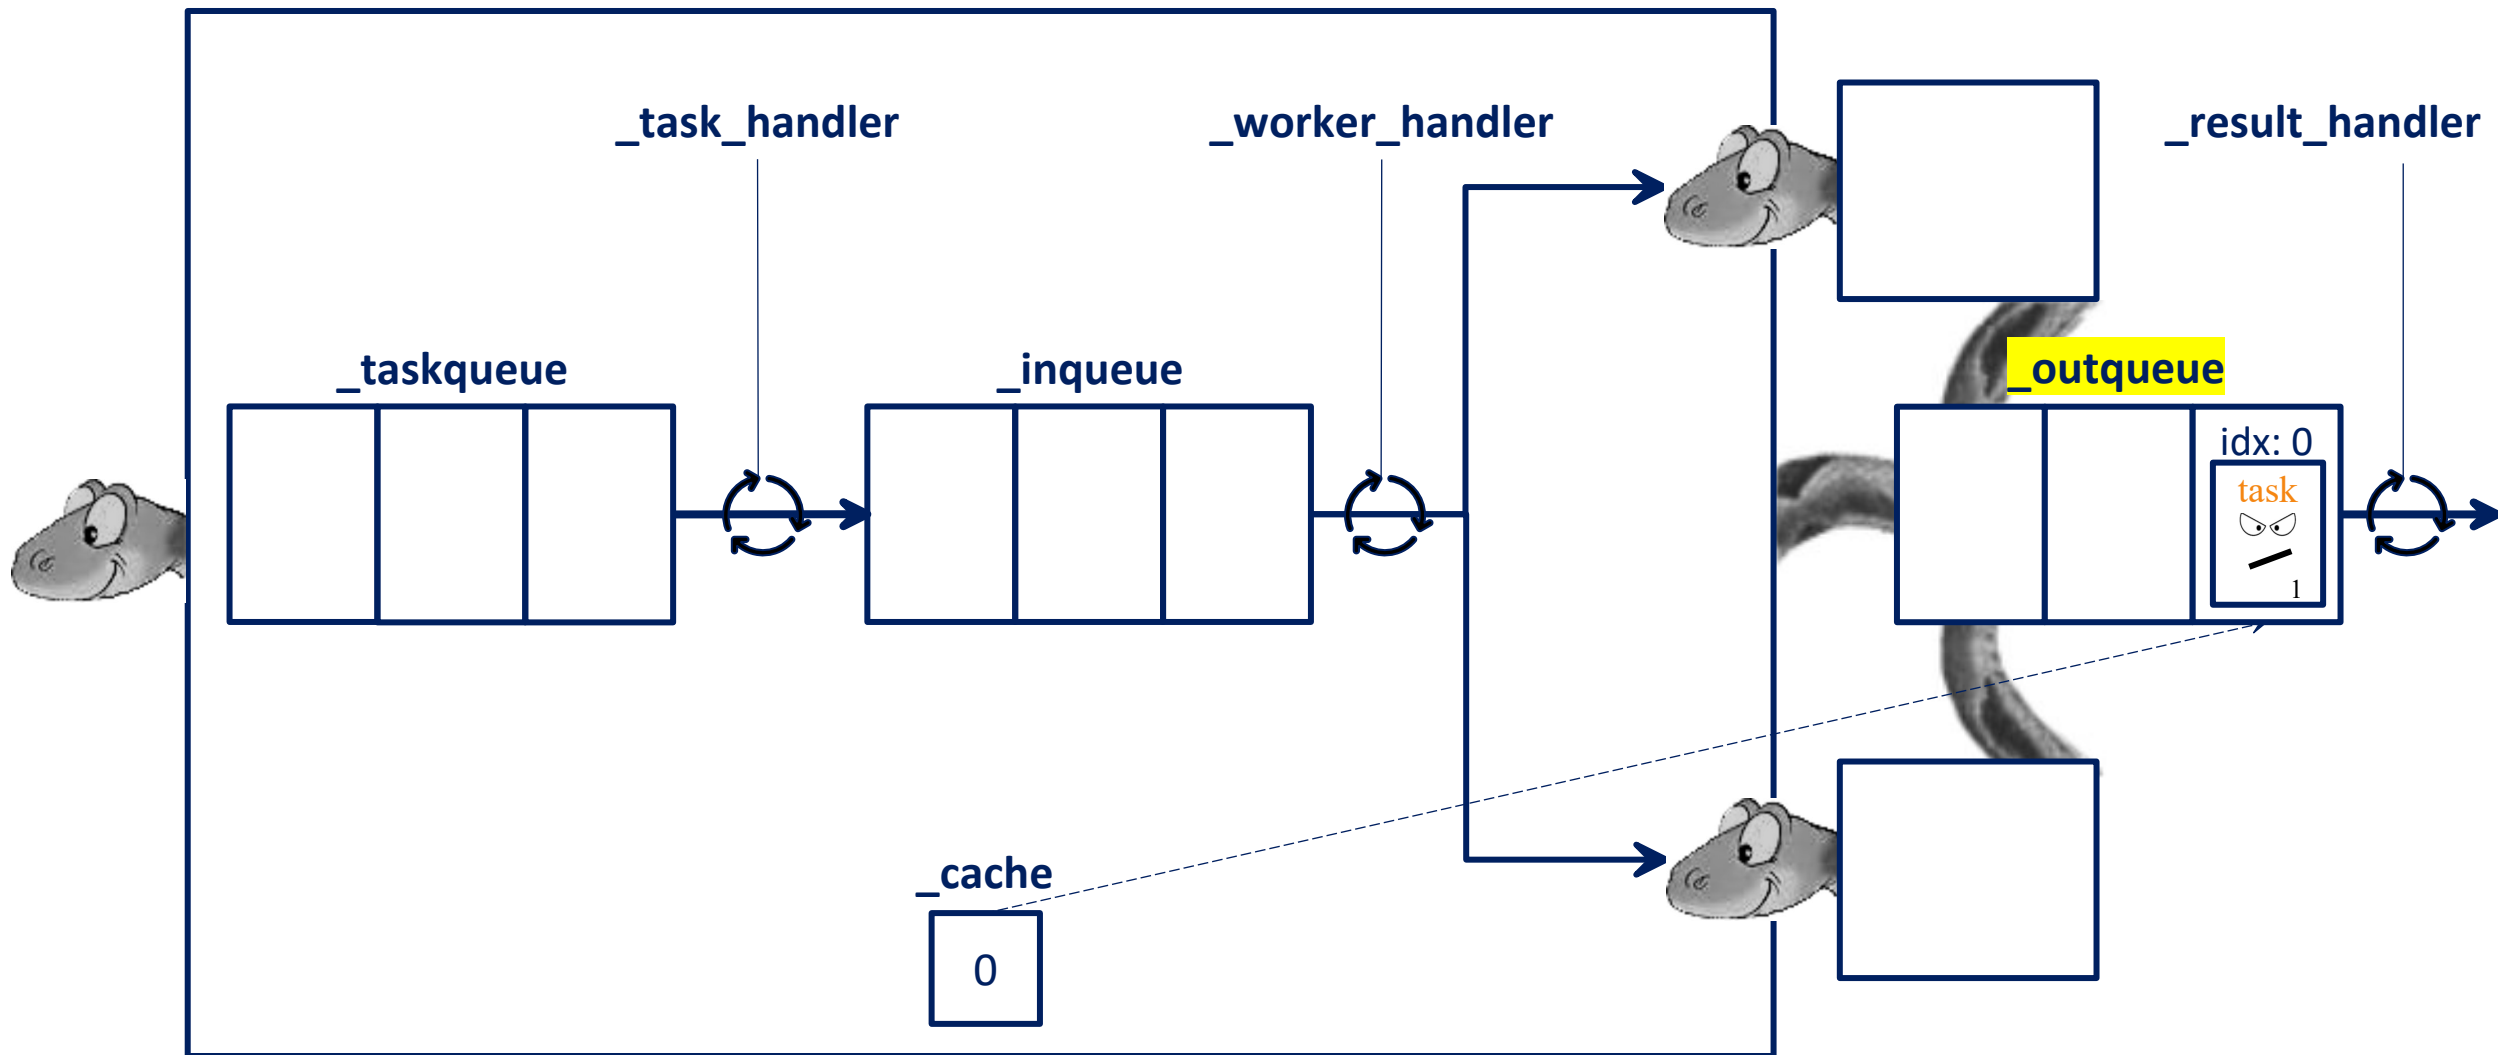 _task_handler
_worker_handler
_result_handler
_taskqueue
_inqueue
_outqueue
idx: 0
task
1
_cache
0